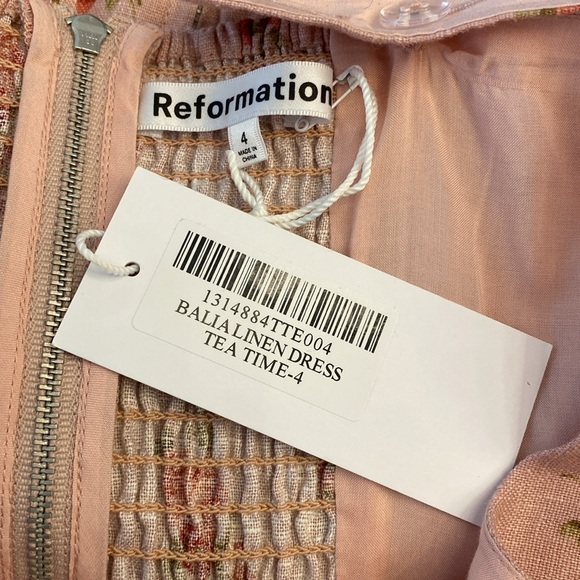 Reformation
4
MADE IN
CHINA
1314884TTE004
BALIA LINEN DRESS
TEA TIME-4